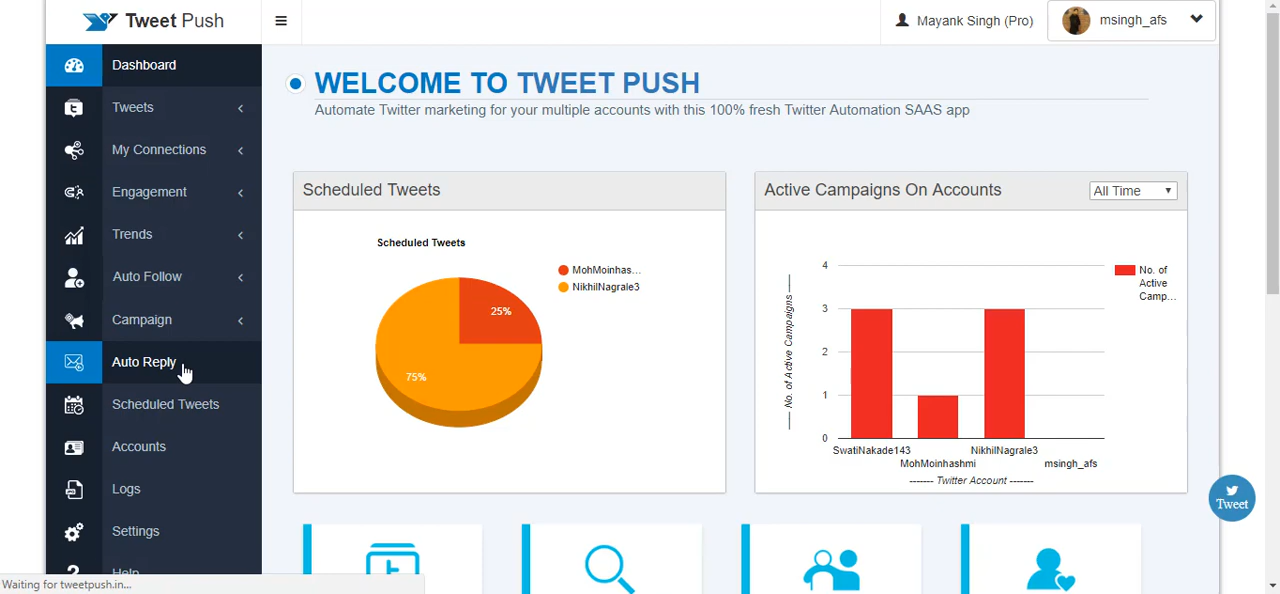 Tweet Push
Mayank Singh (Pro)
msingh_afs
Dashboard
Tweets
My Connections
Engagement
Trends
Auto Follow
Campaign
Auto Reply
Scheduled Tweets
Accounts
Logs
Settings
Help
WELCOME TO TWEET PUSH
Automate Twitter marketing for your multiple accounts with this 100% fresh Twitter Automation SAAS app
Scheduled Tweets
Scheduled Tweets
MohMoinhas...
NikhilNagrale3
25%
75%
Active Campaigns On Accounts
All Time
No. of
Active
Camp...
No. of Active Campaigns
4
3
2
1
0
SwatiNakade143
MohMoinhashmi
NikhilNagrale3
msingh_afs
------- Twitter Account -------
Tweet
Waiting for tweetpush.in...